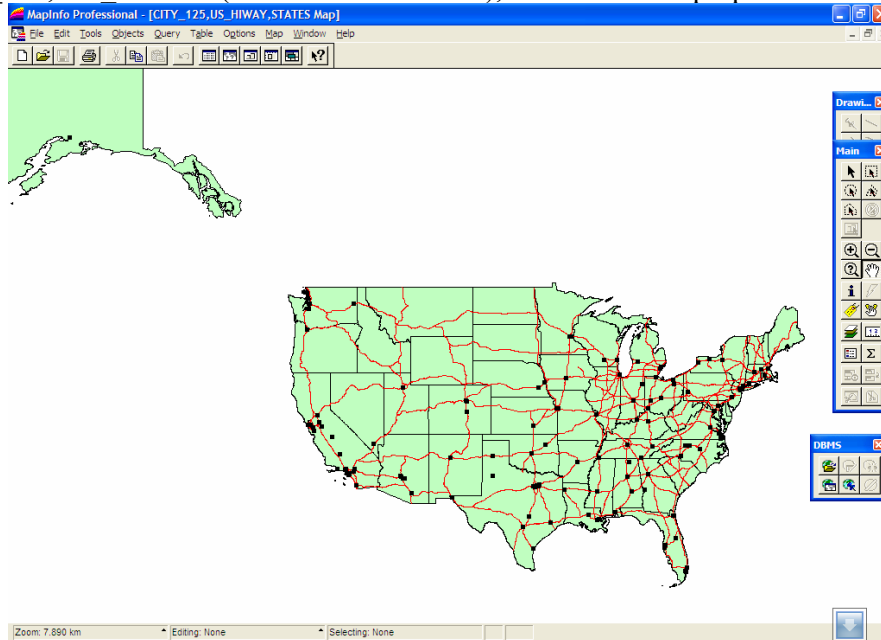 MapInfo Professional - [CITY_125,US_HIWAY,STATES Map]
File Edit Tools Objects Query Table Options Map Window Help
Drawi...
Main
DBMS
Zoom: 7.890 km Editing: None Selecting: None